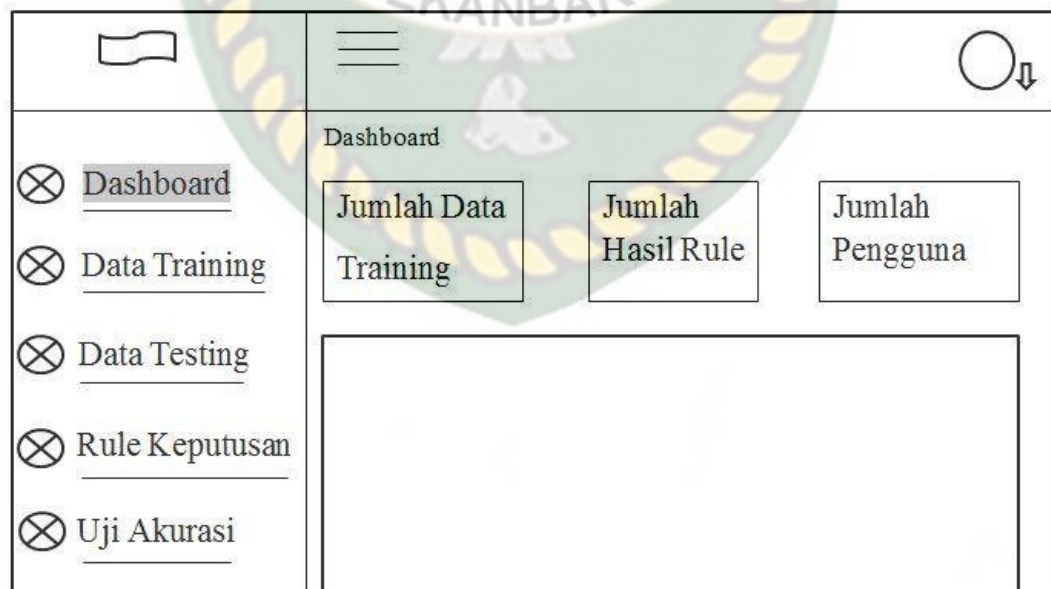 Dashboard
Data Training
Data Testing
Rule Keputusan
Uji Akurasi
Dashboard
Jumlah Data
Training
Jumlah
Hasil Rule
Jumlah
Pengguna